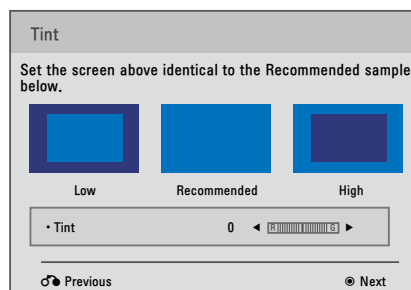 Tint
Set the screen above identical to the Recommended sample
below.
Low Recommended High
• Tint 0 ◄ R G ►
Previous ◉ Next